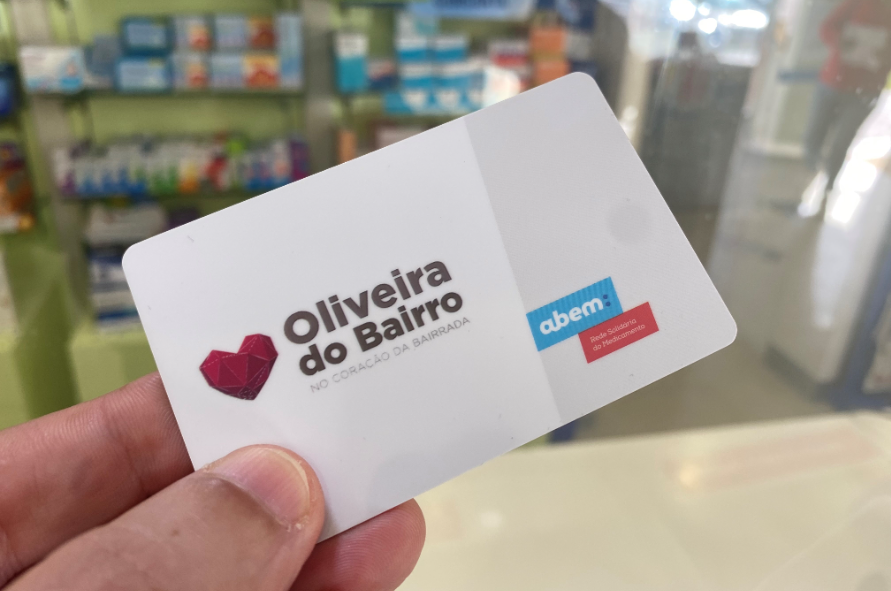 Oliveira
do Bairro
NO CORAÇÃO DA BAIRRADA
abem:
Rede Solidária
do Medicamento